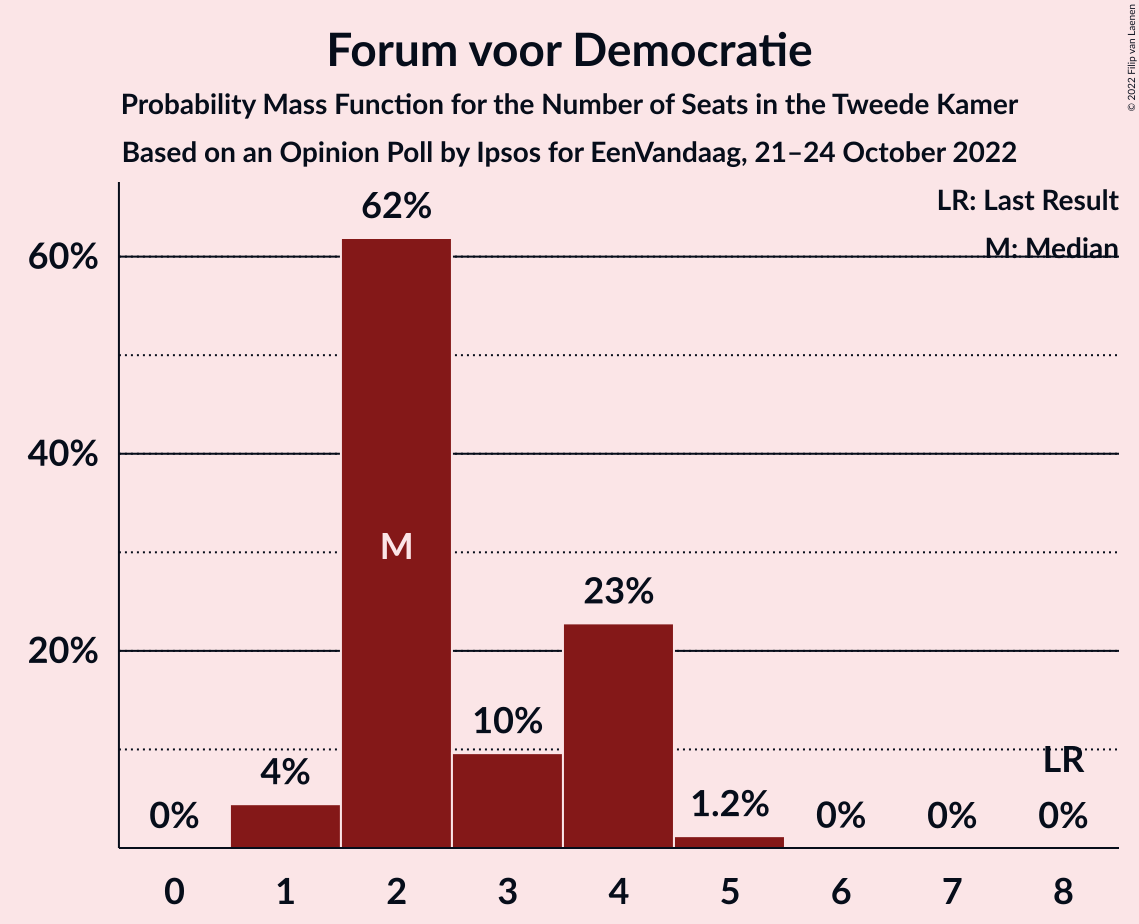 Forum voor Democratie
Probability Mass Function for the Number of Seats in the Tweede Kamer
Based on an Opinion Poll by Ipsos for EenVandaag, 21–24 October 2022
© 2022 Filip van Laenen
LR: Last Result
M: Median
60%
40%
20%
62%
M
23%
10%
4%
1.2%
LR
0%
0%
0%
0%
0 1 2 3 4 5 6 7 8